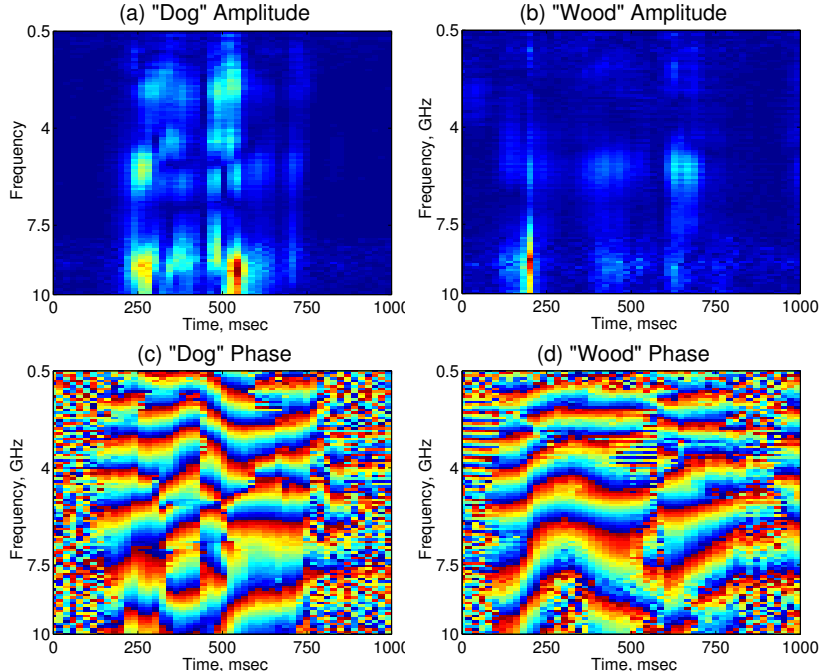 (a) "Dog" Amplitude
(b) "Wood" Amplitude
0.5
4
7.5
10
Frequency
0 250 500 750 1000
Time, msec
0.5
4
7.5
10
Frequency, GHz
0 250 500 750 1000
Time, msec
(c) "Dog" Phase
(d) "Wood" Phase
0.5
4
7.5
10
Frequency, GHz
0 250 500 750 1000
Time, msec
0.5
4
7.5
10
Frequency, GHz
0 250 500 750 1000
Time, msec